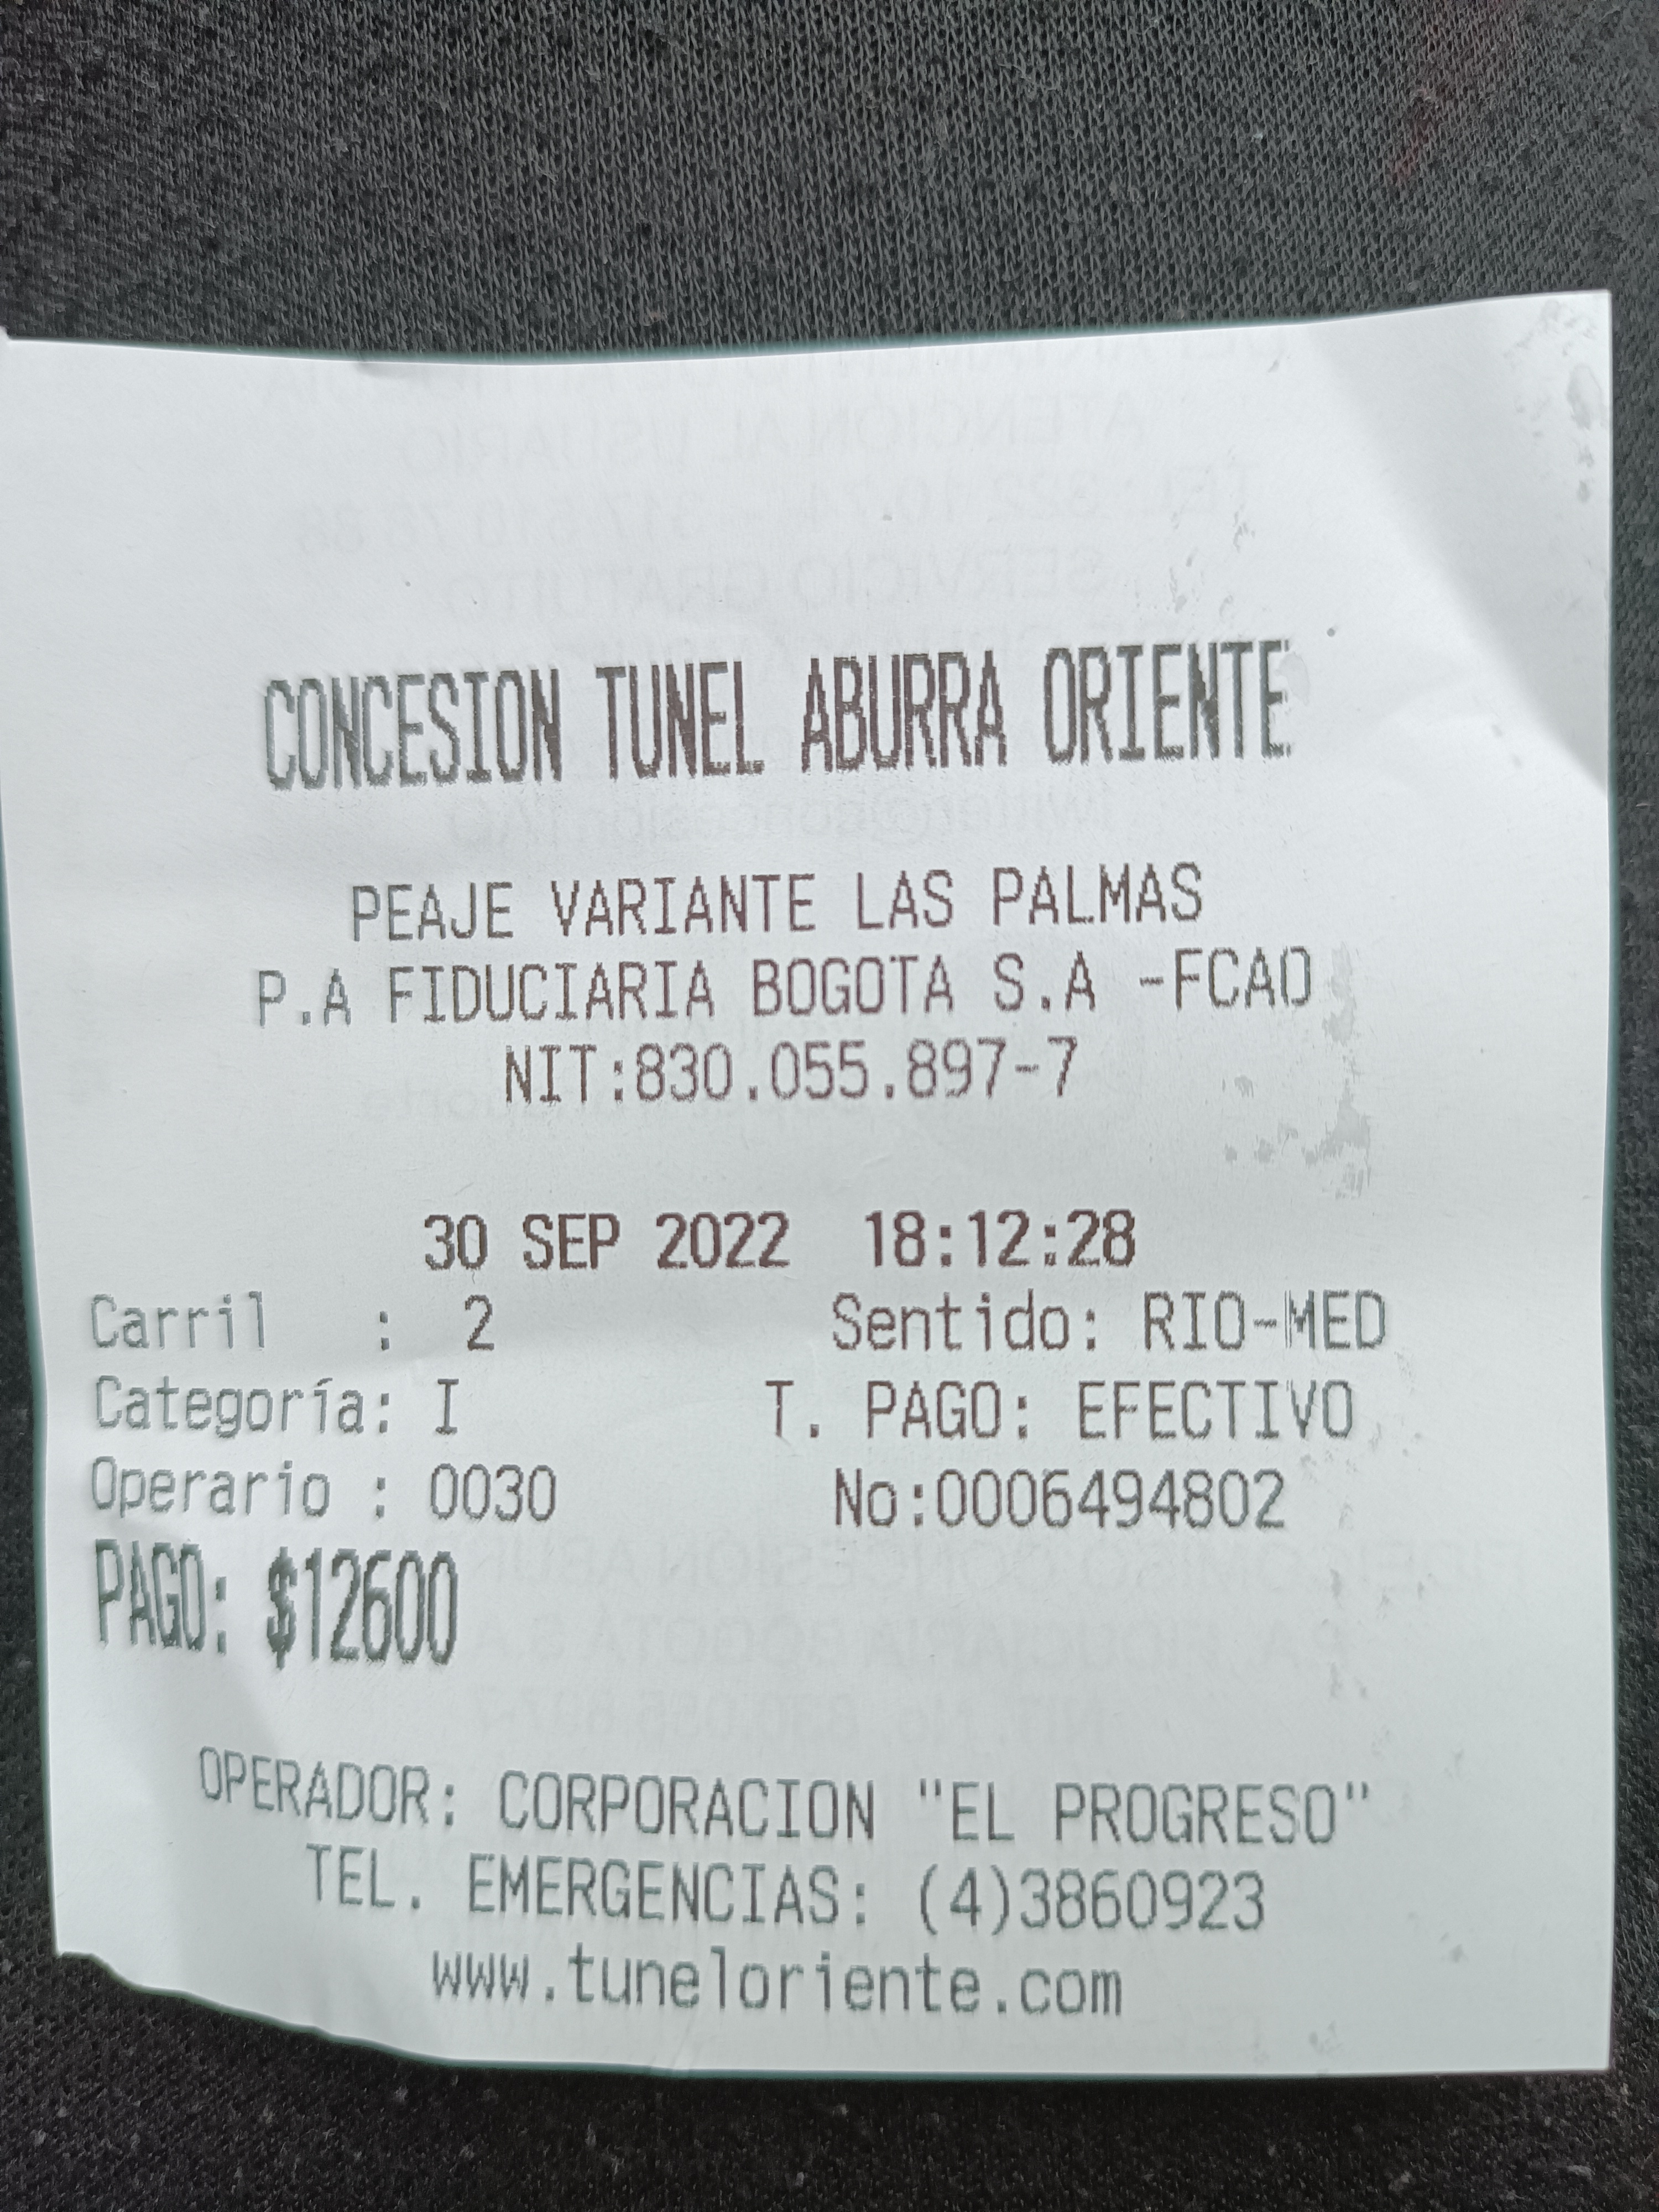 CONCESION TUNEL ABURRA ORIENTE
PEAJE VARIANTE LAS PALMAS
P.A FIDUCIARIA BOGOTA S.A -FCAO
NIT:830.055.897-7
30 SEP 2022 18:12:28
Carril : 2 Sentido: RIO-MED
Categoría: I T. PAGO: EFECTIVO
Operario : 0030 No:0006494802
PAGO: $12600
OPERADOR: CORPORACION "EL PROGRESO"
TEL. EMERGENCIAS: (4)3860923
www.tuneloriente.com